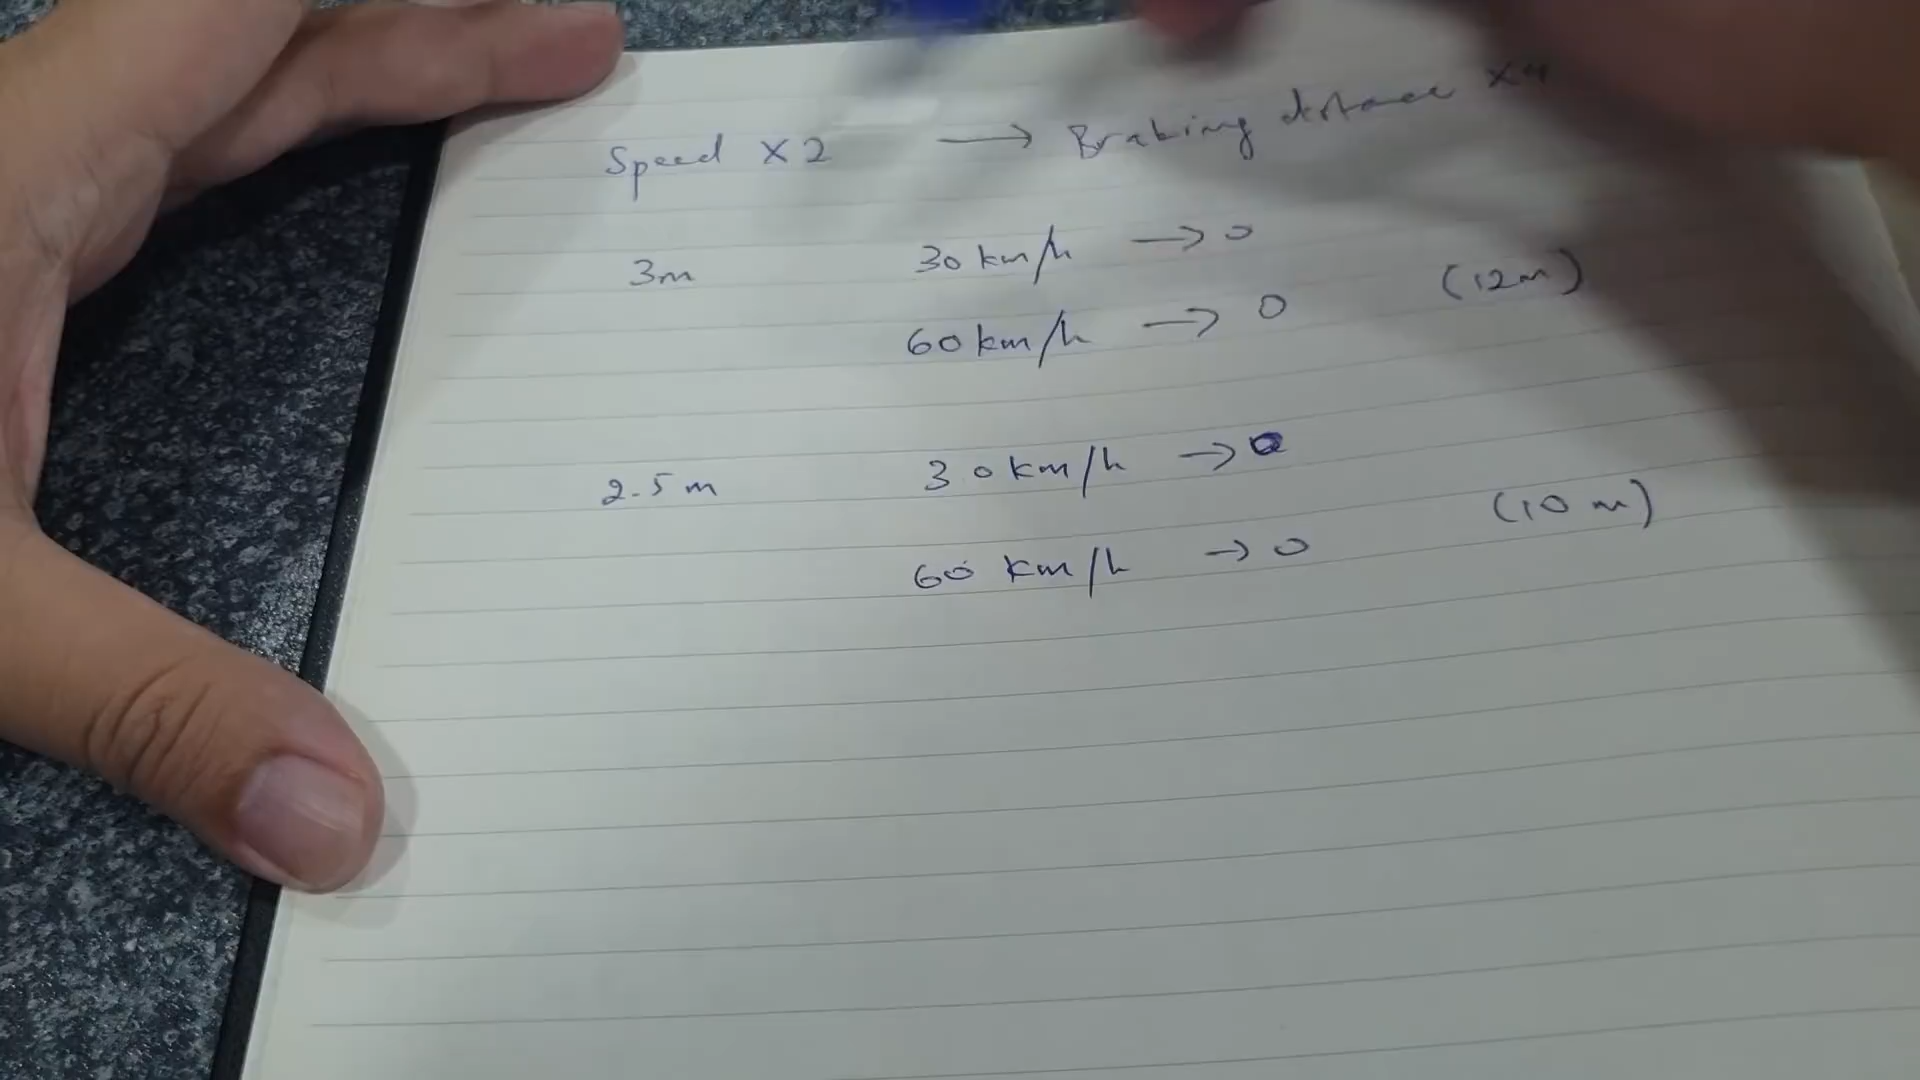 Speed x2 → Braking distance x4
3m 30 km/h → 0
60 km/h → 0 (12m)
2.5 m 30 km/h → 0
60 km/h → 0 (10 m)